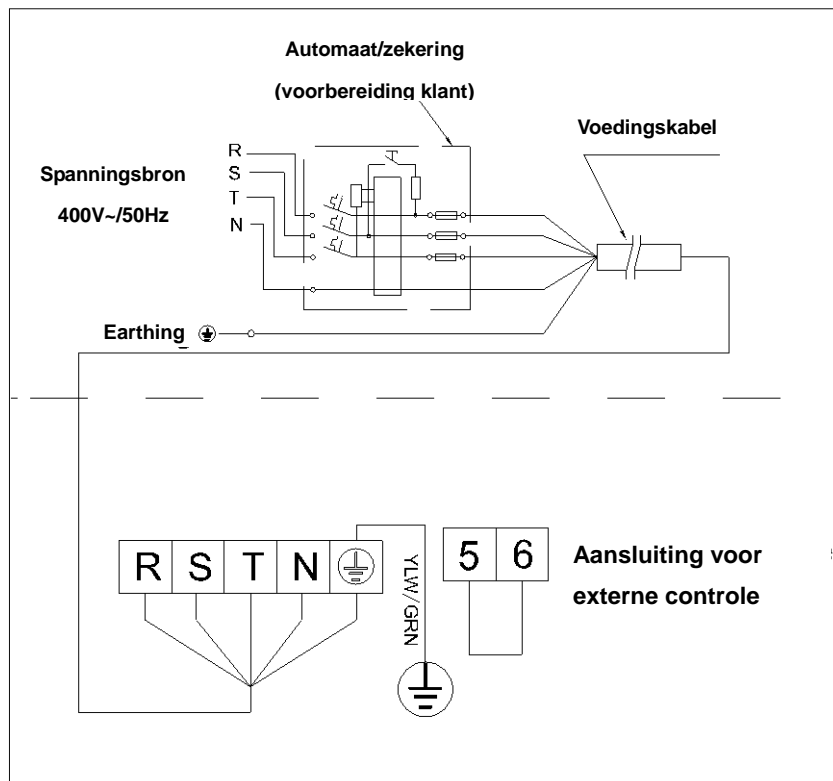 Automaat/zekering
(voorbereiding klant)
Voedingskabel
Spanningsbron
400V~/50Hz
R
S
T
N
Earthing
R S T N
YLW/GRN
5 6
Aansluiting voor
externe controle